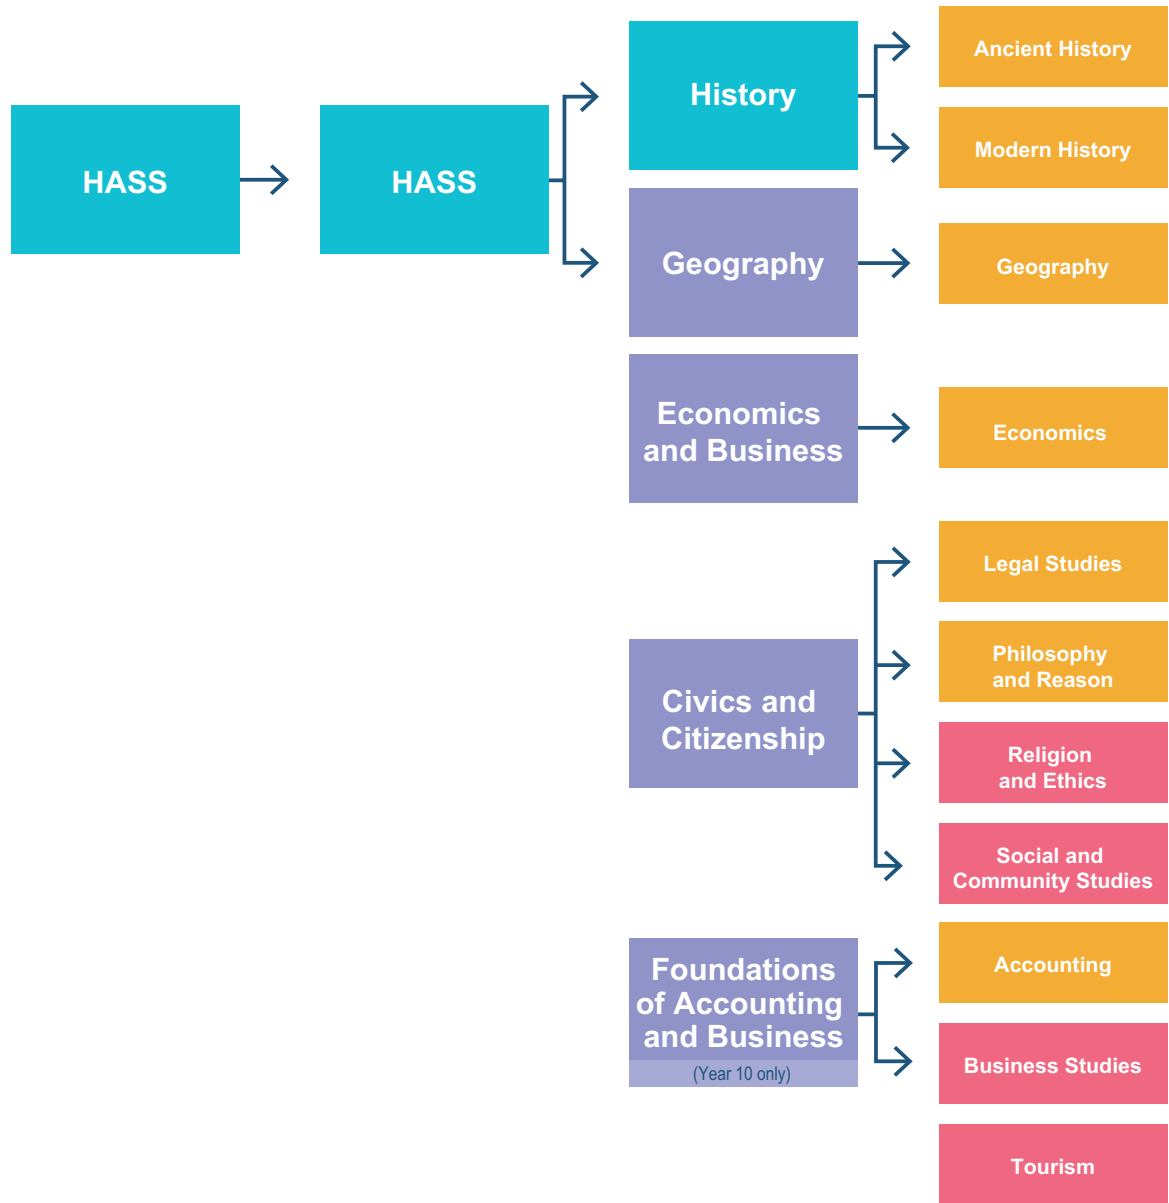 HASS
HASS
History
Geography
Economics
and Business
Civics and
Citizenship
Foundations
of Accounting
and Business
(Year 10 only)
Ancient History
Modern History
Geography
Economics
Legal Studies
Philosophy
and Reason
Religion
and Ethics
Social and
Community Studies
Accounting
Business Studies
Tourism